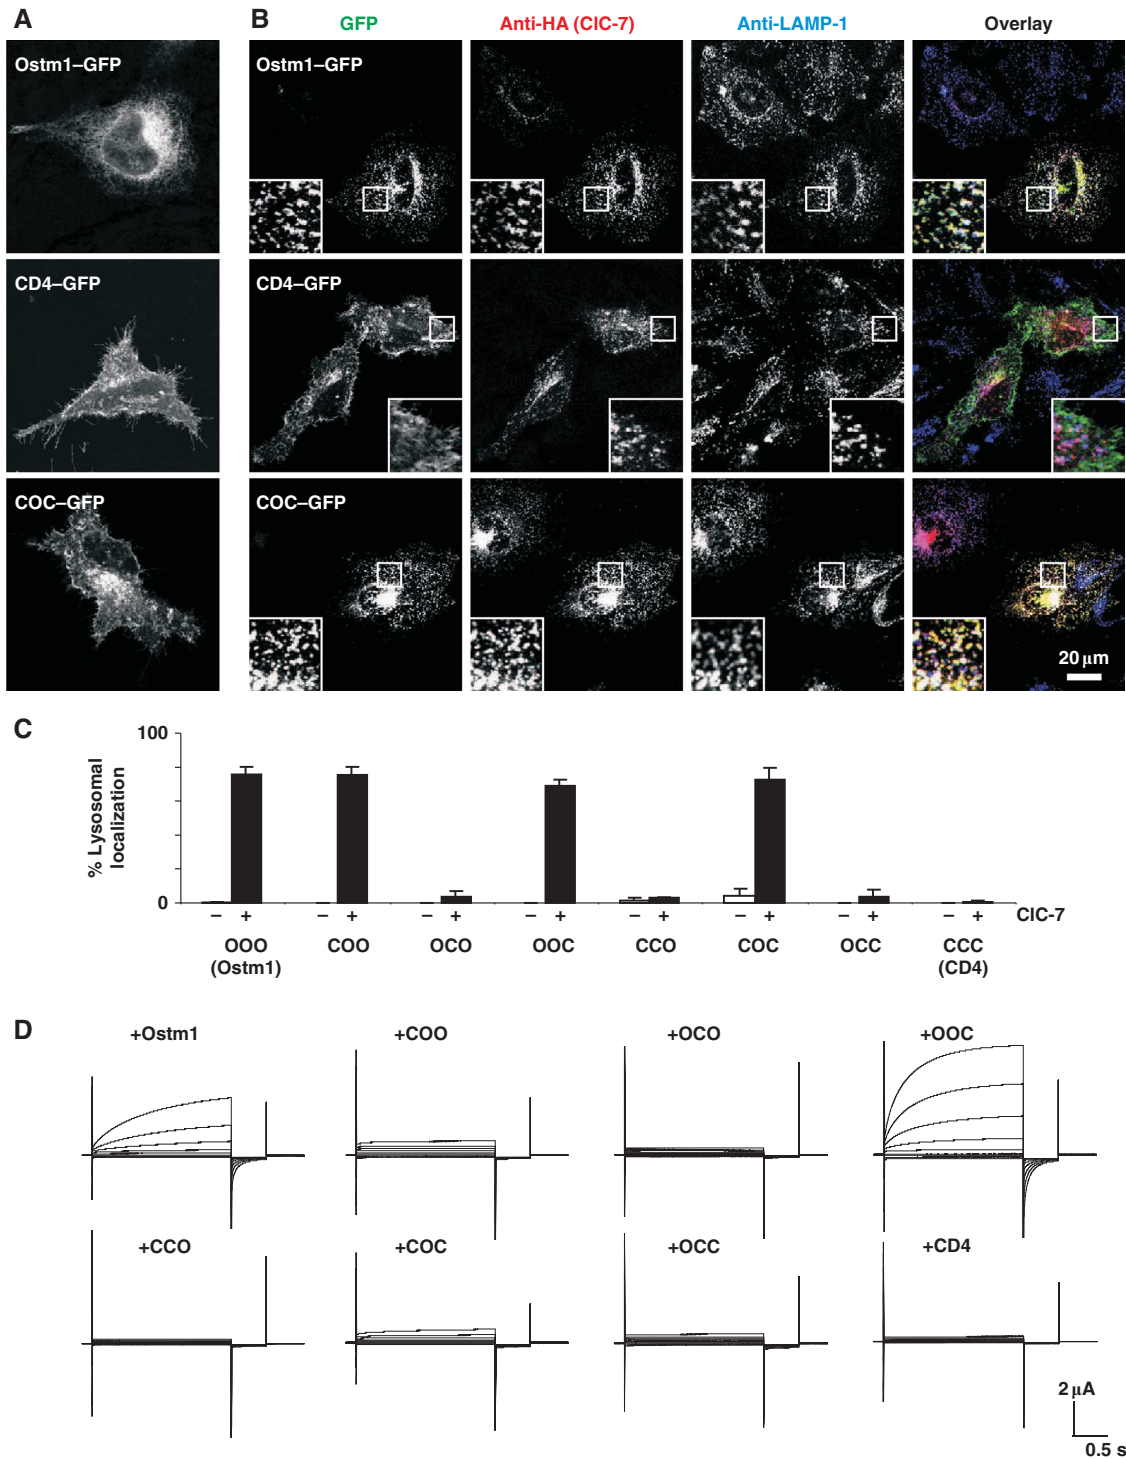 A
B
GFP
Anti-HA (ClC-7)
Anti-LAMP-1
Overlay
Ostm1–GFP
Ostm1–GFP
CD4–GFP
CD4–GFP
COC–GFP
COC–GFP
20 μm
C
100
% Lysosomal
localization
0
– + – + – + – + – + – + – + – + ClC-7
OOO COO OCO OOC CCO COC OCC CCC
(Ostm1) (CD4)
D
+Ostm1 +COO +OCO +OOC
+CCO +COC +OCC +CD4
2 μA
0.5 s